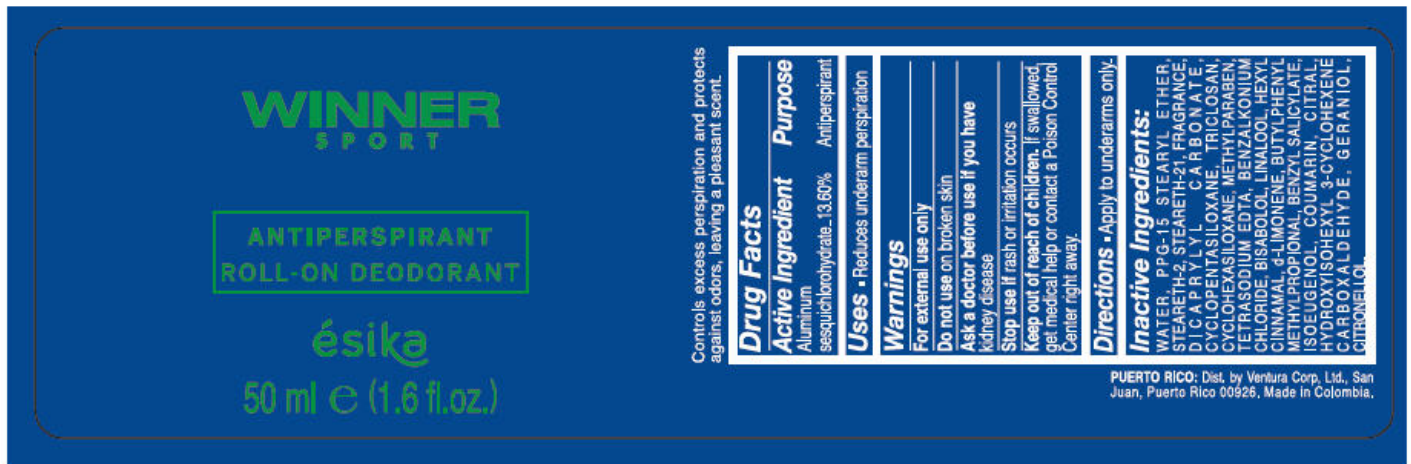 WINNER
SPORT
ANTIPERSPIRANT
ROLL-ON DEODORANT
ésika
50 ml ℮ (1.6 fl.oz.)
Controls excess perspiration and protects
against odors, leaving a pleasant scent.
Drug Facts
Active Ingredient Purpose
Aluminum
sesquichlorohydrate_13.60% Antiperspirant
Uses ▪ Reduces underarm perspiration
Warnings
For external use only
Do not use on broken skin
Ask a doctor before use if you have
kidney disease
Stop use if rash or irritation occurs
Keep out of reach of children. If swallowed,
get medical help or contact a Poison Control
Center right away.
Directions ▪ Apply to underarms only.
Inactive Ingredients:
WATER, PPG-15 STEARYL ETHER,
STEARETH-2, STEARETH-21, FRAGRANCE,
DICAPRYLYL CARBONATE,
CYCLOPENTASILOXANE, TRICLOSAN,
CYCLOHEXASILOXANE, METHYLPARABEN,
TETRASODIUM EDTA, BENZALKONIUM
CHLORIDE, BISABOLOL, LINALOOL, HEXYL
CINNAMAL, d-LIMONENE, BUTYLPHENYL
METHYLPROPIONAL, BENZYL SALICYLATE,
ISOEUGENOL, COUMARIN, CITRAL,
HYDROXYISOHEXYL 3-CYCLOHEXENE
CARBOXALDEHYDE, GERANIOL,
CITRONELLOL.
PUERTO RICO: Dist. by Ventura Corp, Ltd., San
Juan, Puerto Rico 00926. Made in Colombia.